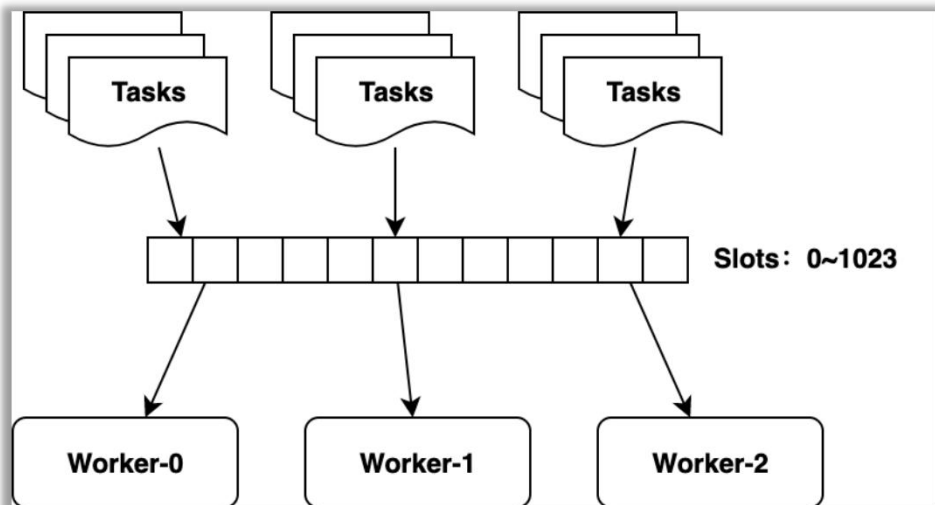 Tasks
Tasks
Tasks
Slots：0~1023
Worker-0
Worker-1
Worker-2